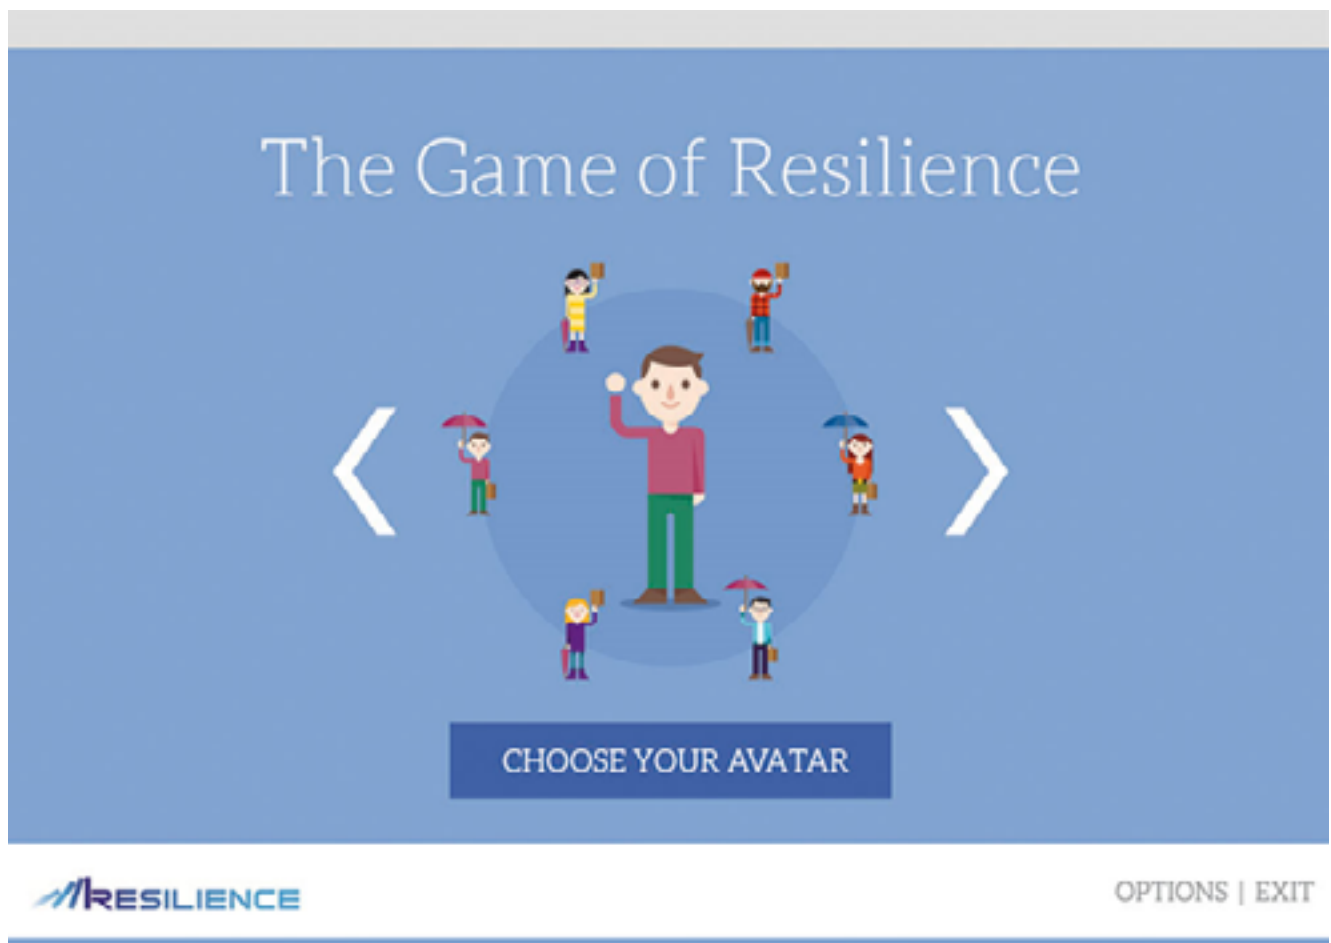 The Game of Resilience
CHOOSE YOUR AVATAR
RESILIENCE
OPTIONS | EXIT